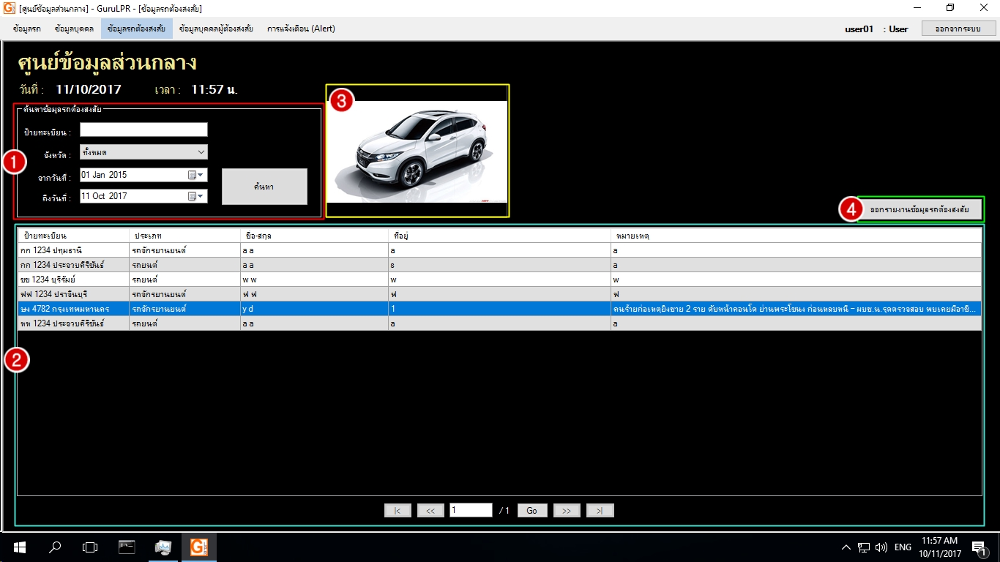 [ศูนย์ข้อมูลส่วนกลาง] - GuruLPR - [ข้อมูลรถต้องสงสัย]
ข้อมูลรถ ข้อมูลบุคคล ข้อมูลรถต้องสงสัย ข้อมูลบุคคลผู้ต้องสงสัย การแจ้งเตือน (Alert) user01 : User ออกจากระบบ
ศูนย์ข้อมูลส่วนกลาง
วันที่ : 11/10/2017 เวลา : 11:57 น.
ค้นหาข้อมูลรถต้องสงสัย
ป้ายทะเบียน :
จังหวัด : ทั้งหมด
จากวันที่ : 01 Jan 2015
ถึงวันที่ : 11 Oct 2017
ค้นหา
1
3
4 ออกรายงานข้อมูลรถต้องสงสัย
ป้ายทะเบียน ประเภท ชื่อ-สกุล ที่อยู่ หมายเหตุ
กก 1234 ปทุมธานี รถจักรยานยนต์ a a a a
กก 1234 ประจวบคีรีขันธ์ รถยนต์ a a s a
ขข 1234 บุรีรัมย์ รถยนต์ w w w w
ฟฟ 1234 ปราจีนบุรี รถจักรยานยนต์ ฟ ฟ ฟ ฟ
ษง 4782 กรุงเทพมหานคร รถจักรยานยนต์ y d 1 คนร้ายก่อเหตุยิงชาย 2 ราย ดับหน้าคอนโด ย่านพระโขนง ก่อนหลบหนี – ผบช.น.รุดตรวจสอบ พบเคยมีอาชี...
หห 1234 ประจวบคีรีขันธ์ รถยนต์ a a a a
2
|< << 1 / 1 Go >> >|
ENG 11:57 AM
10/11/2017
1